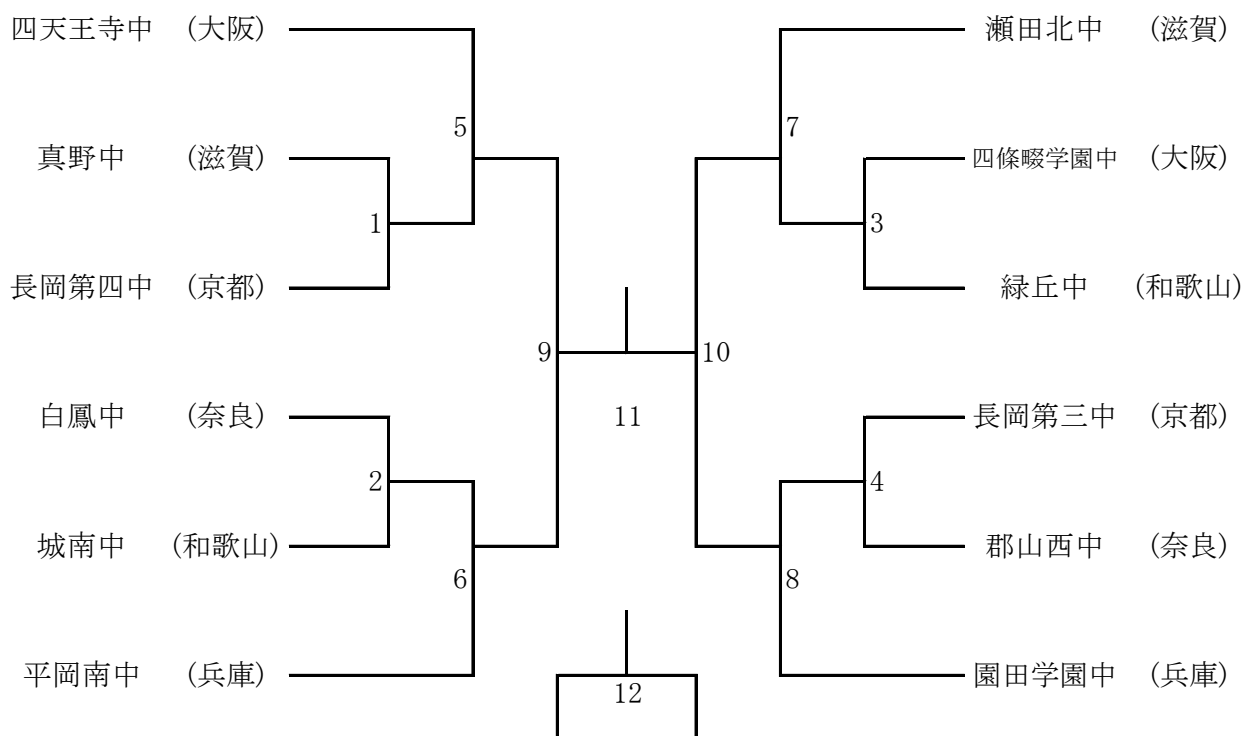 四天王寺中 (大阪) 瀬田北中 (滋賀)
5 7
真野中 (滋賀) 四條畷学園中 (大阪)
1 3
長岡第四中 (京都) 緑丘中 (和歌山)
9 10
白鳳中 (奈良) 11 長岡第三中 (京都)
2 4
城南中 (和歌山) 郡山西中 (奈良)
6 8
平岡南中 (兵庫) 園田学園中 (兵庫)
12